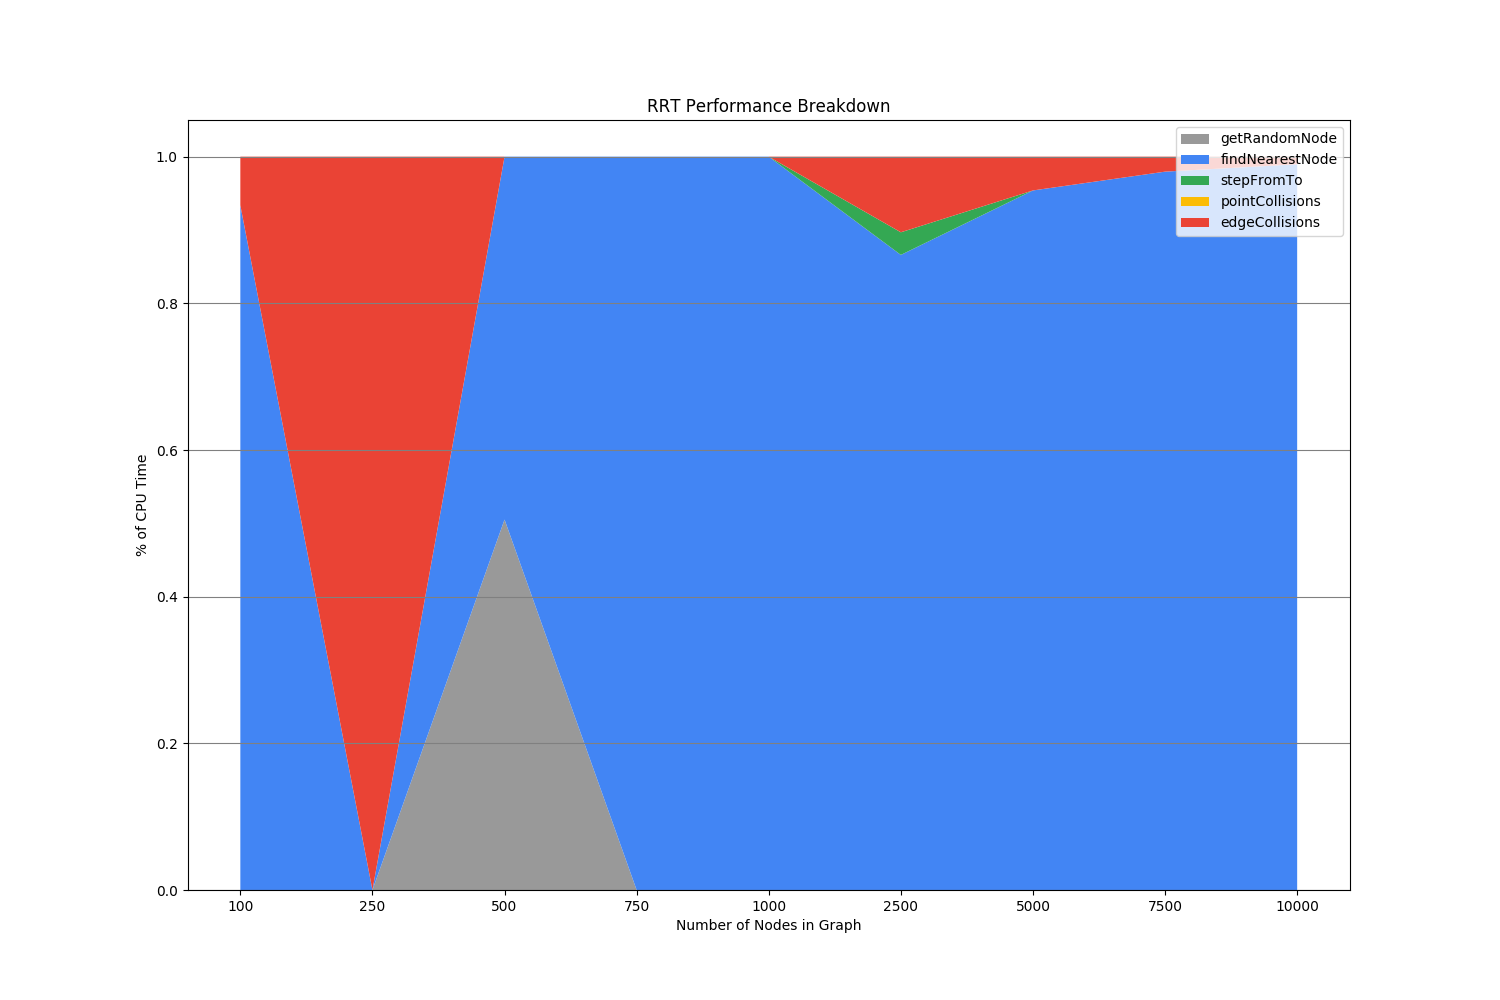 RRT Performance Breakdown
getRandomNode
findNearestNode
stepFromTo
pointCollisions
edgeCollisions
% of CPU Time
1.0
0.8
0.6
0.4
0.2
0.0
100 250 500 750 1000 2500 5000 7500 10000
Number of Nodes in Graph